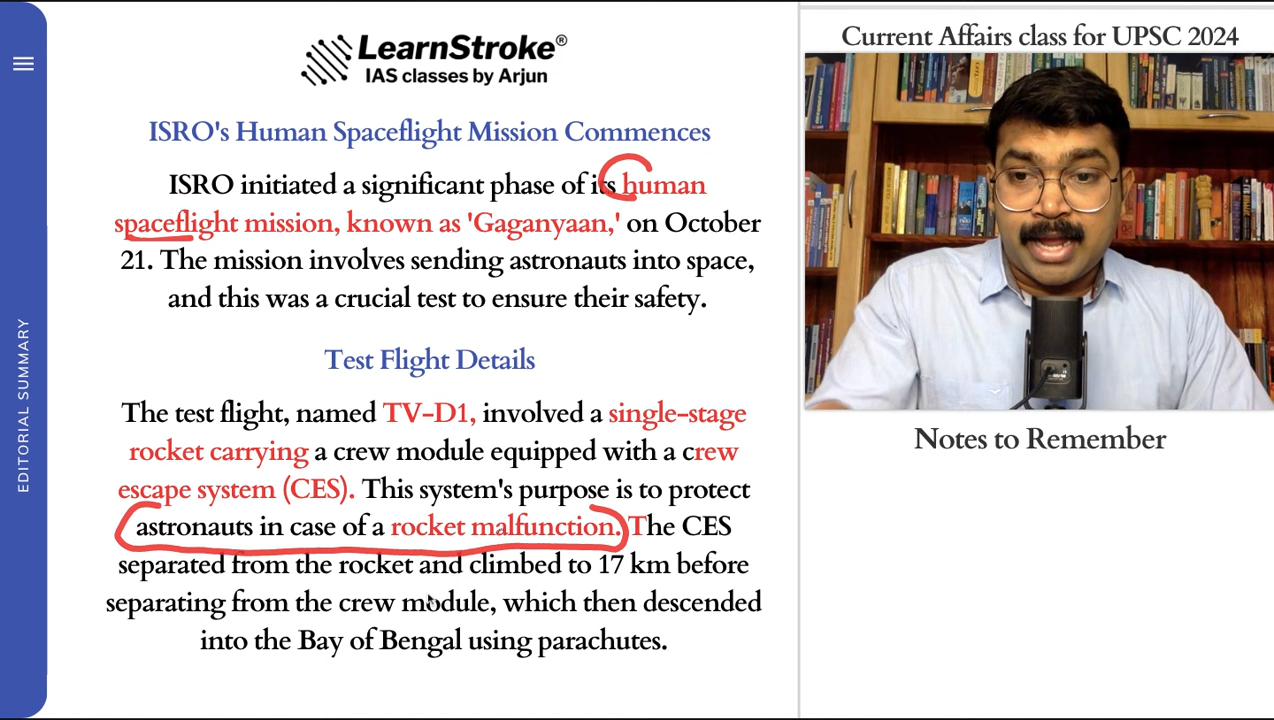 LearnStroke®
IAS classes by Arjun
ISRO's Human Spaceflight Mission Commences
ISRO initiated a significant phase of its human
spaceflight mission, known as 'Gaganyaan,' on October
21. The mission involves sending astronauts into space,
and this was a crucial test to ensure their safety.
Test Flight Details
The test flight, named TV-D1, involved a single-stage
rocket carrying a crew module equipped with a crew
escape system (CES). This system's purpose is to protect
astronauts in case of a rocket malfunction. The CES
separated from the rocket and climbed to 17 km before
separating from the crew module, which then descended
into the Bay of Bengal using parachutes.
EDITORIAL SUMMARY
Current Affairs class for UPSC 2024
Notes to Remember